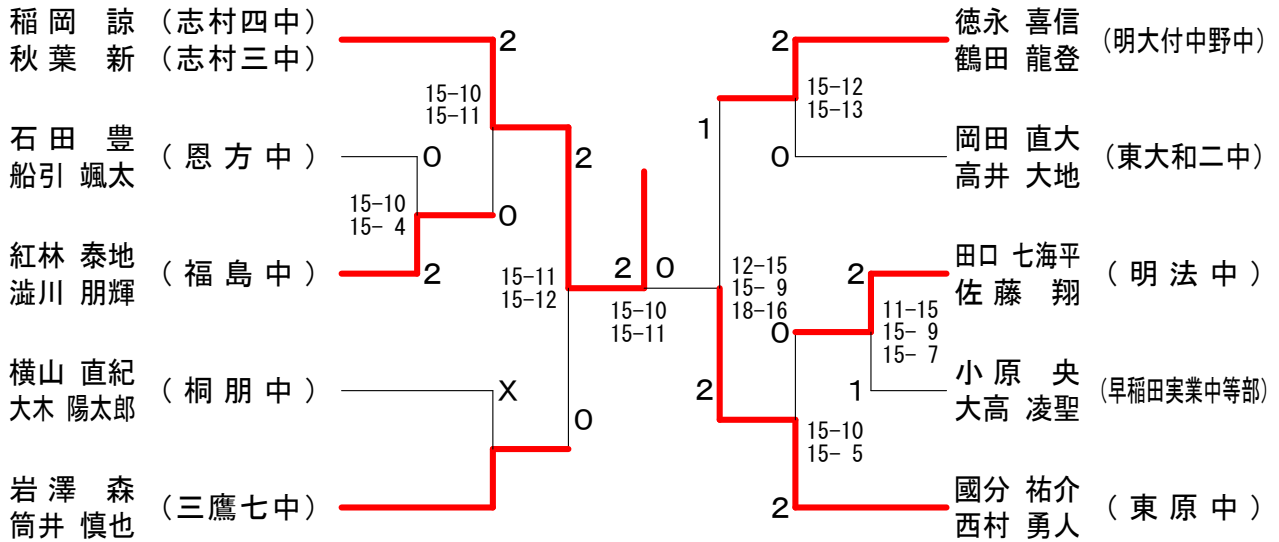 稲岡 諒 (志村四中)
秋葉 新 (志村三中)
石田 豊
船引 颯太
(恩方中)
紅林 泰地
澁川 朋輝
(福島中)
横山 直紀
大木 陽太郎
(桐朋中)
岩澤 森
筒井 慎也
(三鷹七中)
2
15-10
15-11
0
15-10
15- 4
0
2
2
15-11
15-12
X
0
2 0
15-10
15-11
2
15-12
15-13
1
0
12-15
15- 9
18-16
2
0
11-15
15- 9
15- 7
2
1
15-10
15- 5
2
徳永 喜信
鶴田 龍登
(明大付中野中)
岡田 直大
高井 大地
(東大和二中)
田口 七海平
佐藤 翔
(明法中)
小原 央
大高 凌聖
(早稲田実業中等部)
國分 祐介
西村 勇人
(東原中)